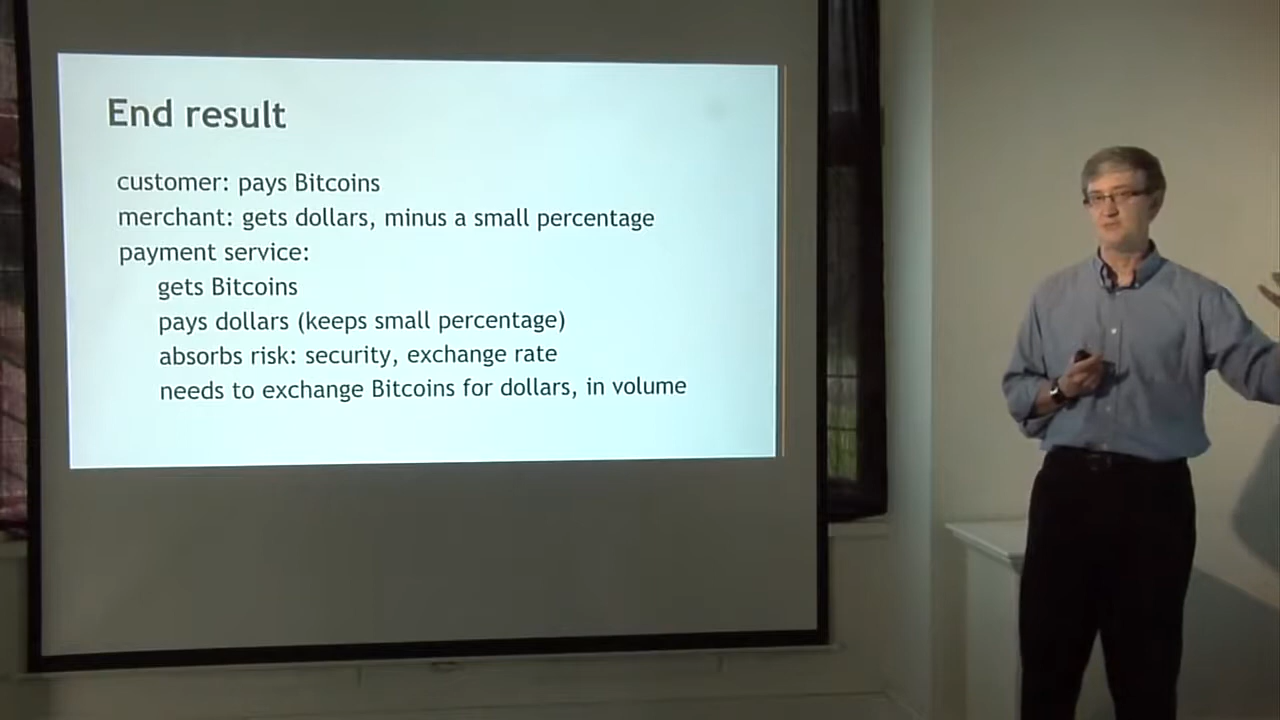 End result
customer: pays Bitcoins
merchant: gets dollars, minus a small percentage
payment service:
gets Bitcoins
pays dollars (keeps small percentage)
absorbs risk: security, exchange rate
needs to exchange Bitcoins for dollars, in volume